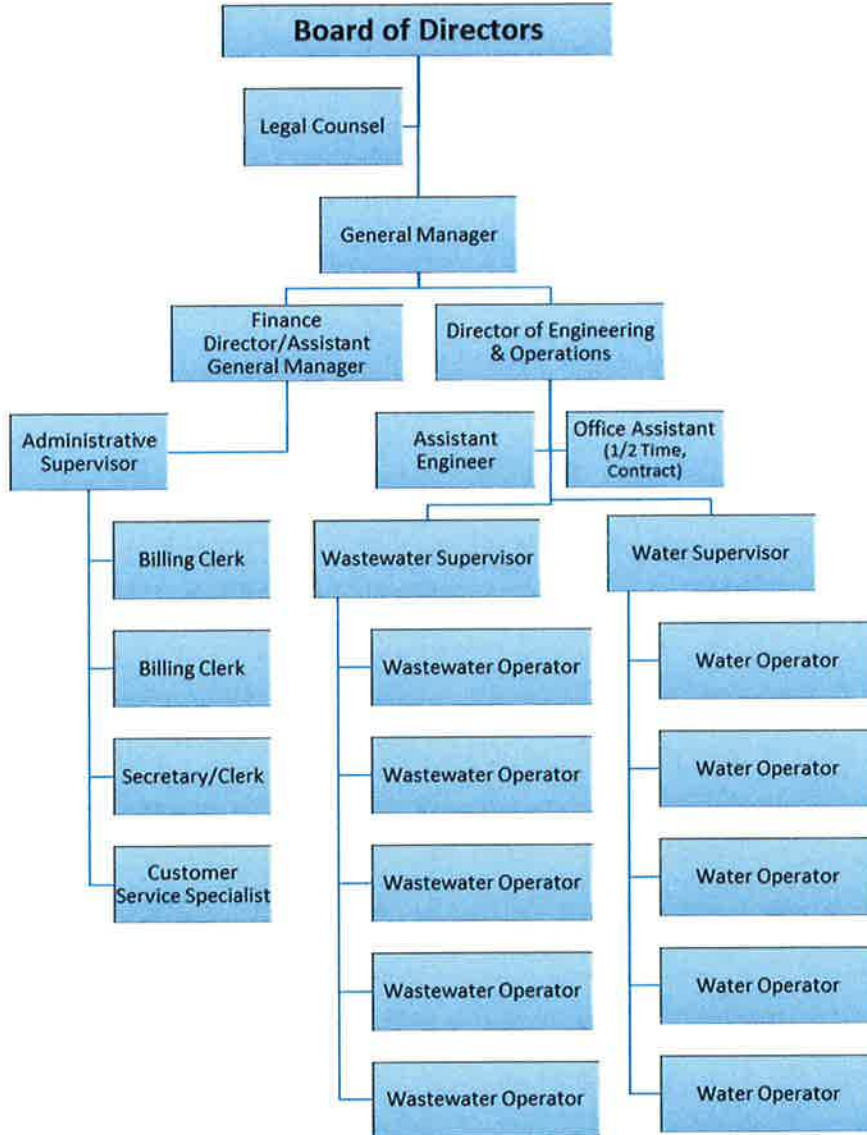 Board of Directors
Legal Counsel
General Manager
Finance
Director/Assistant
General Manager
Director of Engineering
& Operations
Administrative
Supervisor
Assistant
Engineer
Office Assistant
(1/2 Time,
Contract)
Billing Clerk
Billing Clerk
Secretary/Clerk
Customer
Service Specialist
Wastewater Supervisor
Wastewater Operator
Wastewater Operator
Wastewater Operator
Wastewater Operator
Wastewater Operator
Water Supervisor
Water Operator
Water Operator
Water Operator
Water Operator
Water Operator